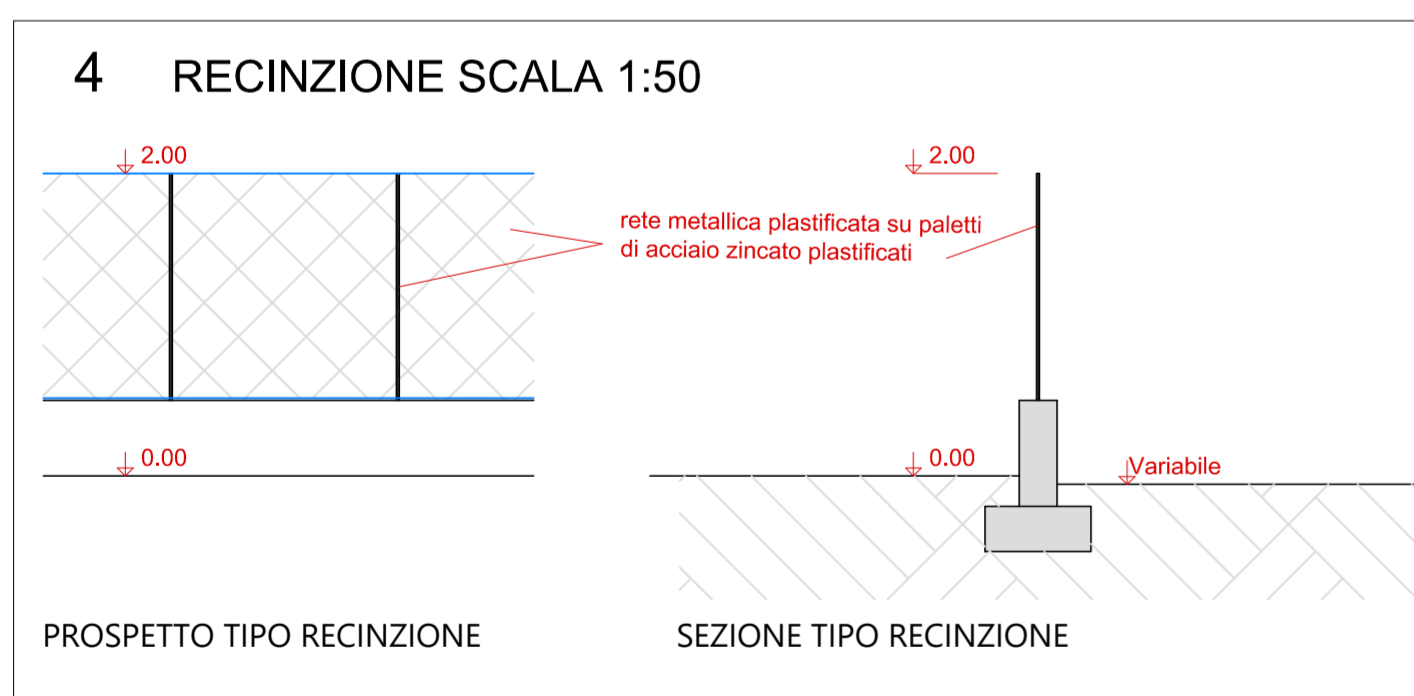 4 RECINZIONE SCALA 1:50
2.00
2.00
rete metallica plastificata su paletti
di acciaio zincato plastificati
0.00
0.00
Variabile
PROSPETTO TIPO RECINZIONE
SEZIONE TIPO RECINZIONE